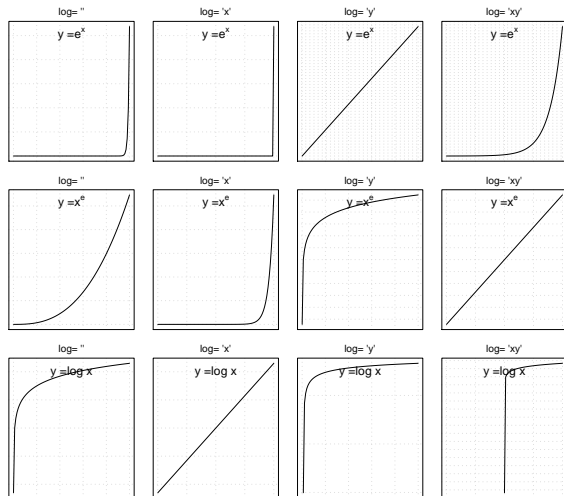 log= ''
y =e^x
log= 'x'
y =e^x
log= 'y'
y =e^x
log= 'xy'
y =e^x
log= ''
y =x^e
log= 'x'
y =x^e
log= 'y'
y =x^e
log= 'xy'
y =x^e
log= ''
y =log x
log= 'x'
y =log x
log= 'y'
y =log x
log= 'xy'
y =log x